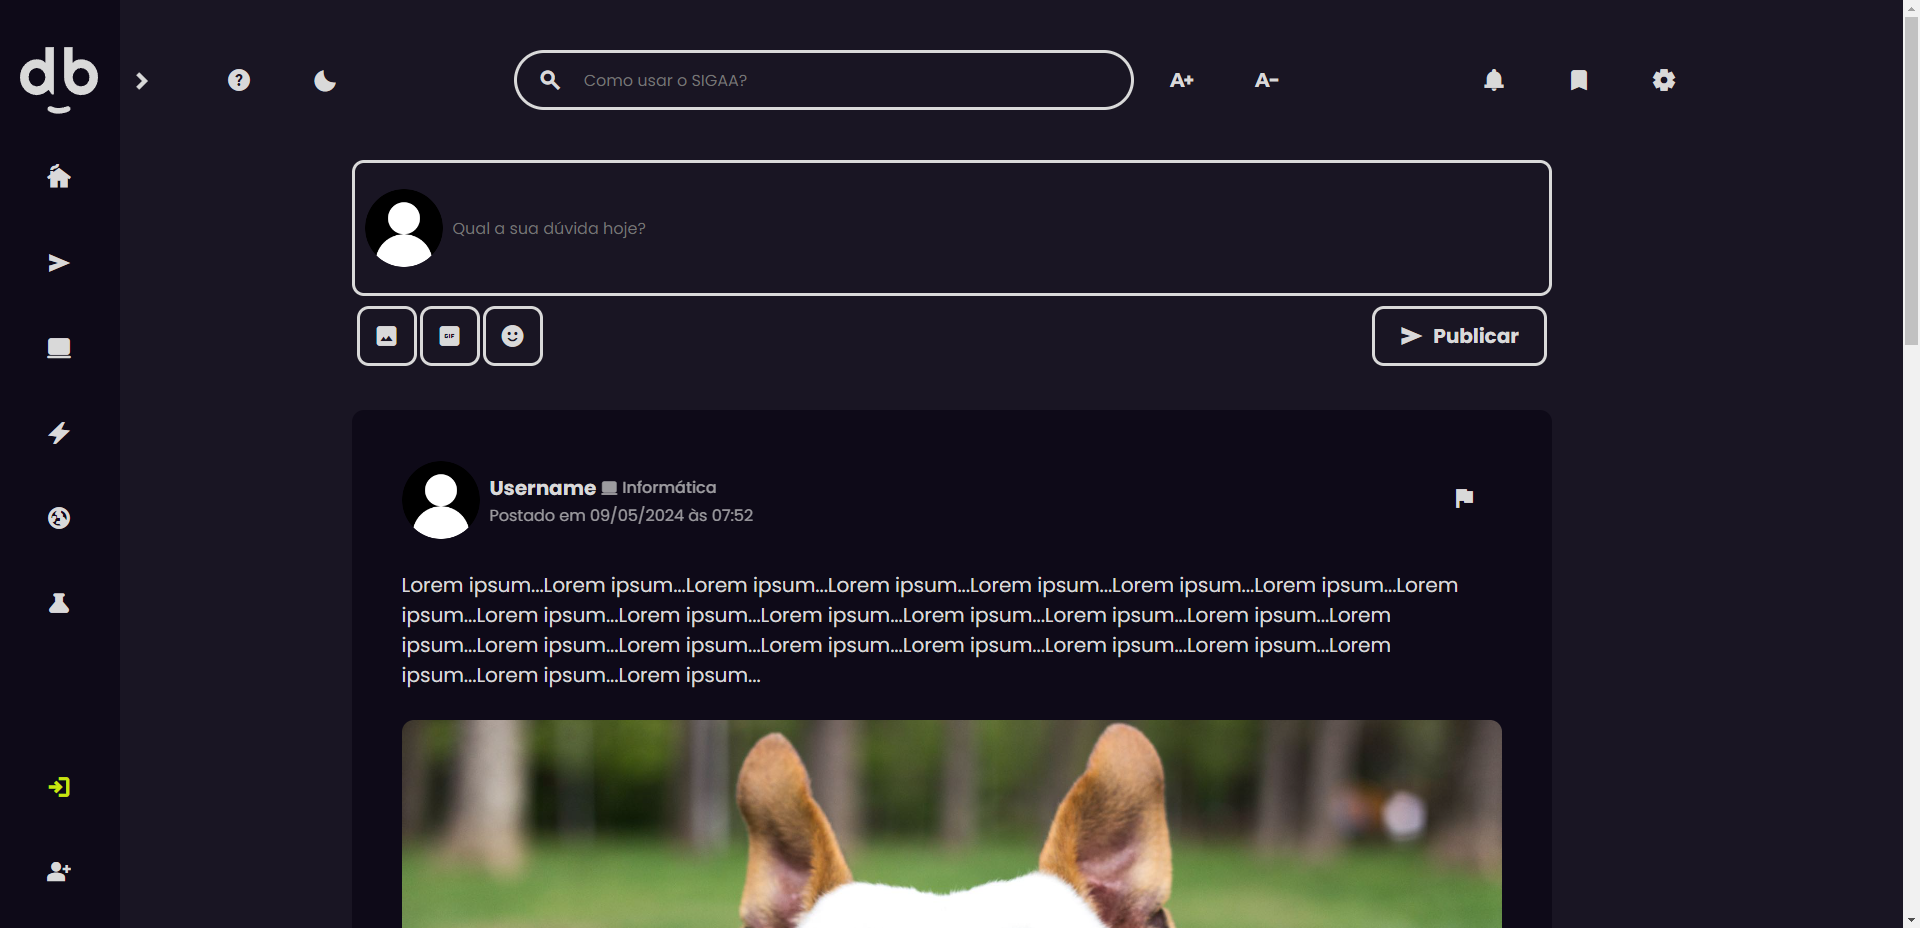 db
Como usar o SIGAA?
A+
A-
Qual a sua dúvida hoje?
GIF
Publicar
Username Informática
Postado em 09/05/2024 às 07:52
Lorem ipsum...Lorem ipsum...Lorem ipsum...Lorem ipsum...Lorem ipsum...Lorem ipsum...Lorem ipsum...Lorem
ipsum...Lorem ipsum...Lorem ipsum...Lorem ipsum...Lorem ipsum...Lorem ipsum...Lorem ipsum...Lorem
ipsum...Lorem ipsum...Lorem ipsum...Lorem ipsum...Lorem ipsum...Lorem ipsum...Lorem ipsum...Lorem
ipsum...Lorem ipsum...Lorem ipsum...